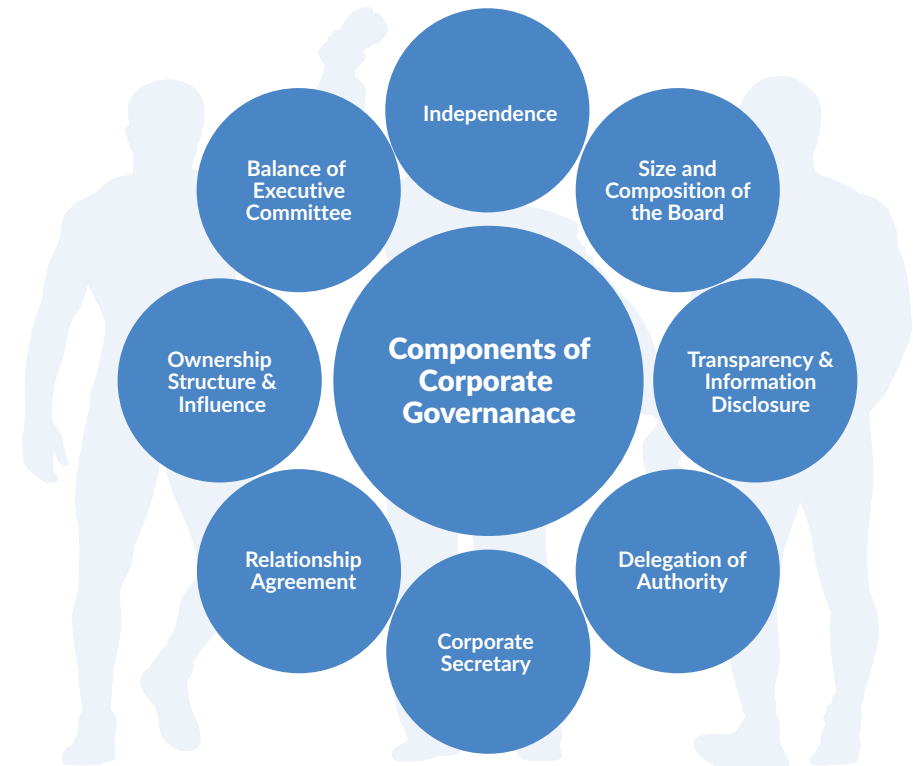 Independence
Balance of
Executive
Committee
Size and
Composition of
the Board
Components of
Corporate
Governanace
Ownership
Structure &
Influence
Transparency &
Information
Disclosure
Relationship
Agreement
Delegation of
Authority
Corporate
Secretary